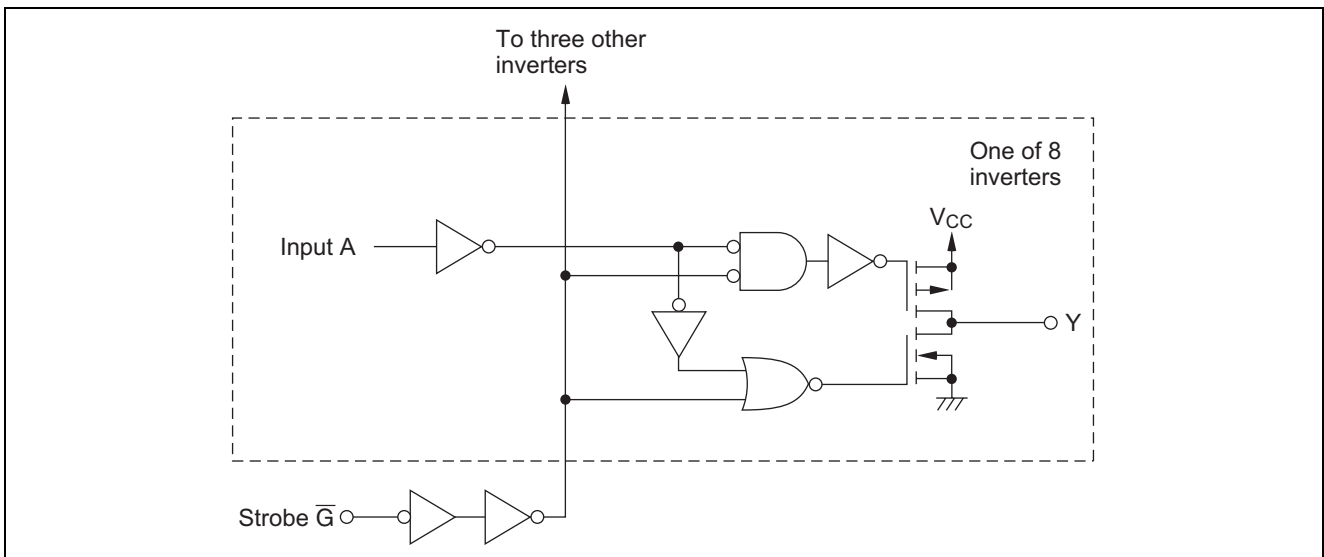 To three other
inverters
One of 8
inverters
VCC
Input A
Y
Strobe G̅